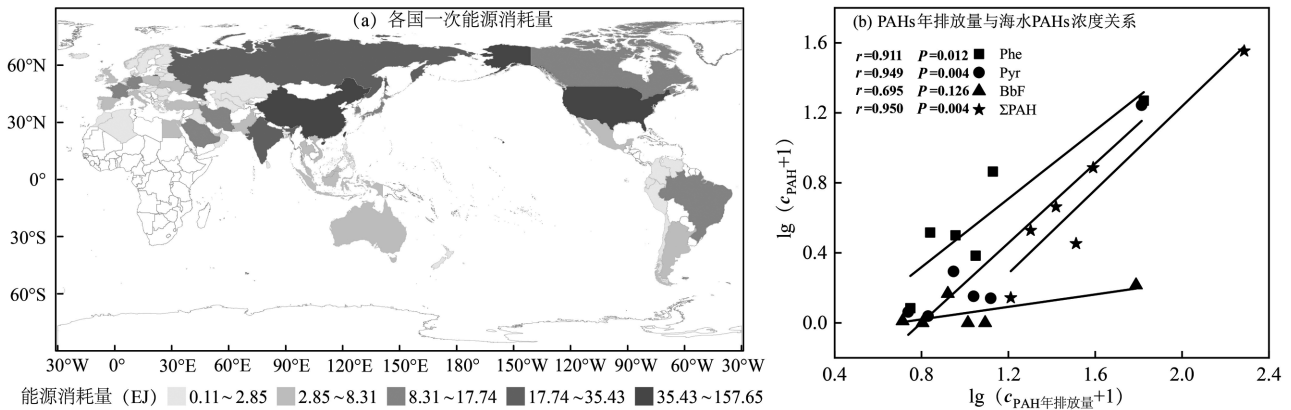 (a) 各国一次能源消耗量
60°N
30°N
0°
30°S
60°S
30°W 0° 30°E 60°E 90°E 120°E 150°E 180° 150°W 120°W 90°W 60°W 30°W
能源消耗量 (EJ) 0.11~2.85 2.85~8.31 8.31~17.74 17.74~35.43 35.43~157.65
(b) PAHs年排放量与海水PAHs浓度关系
r=0.911 P=0.012 Phe
r=0.949 P=0.004 Pyr
r=0.695 P=0.126 BbF
r=0.950 P=0.004 ΣPAH
lg (cPAH+1)
1.6
1.2
0.8
0.4
0.0
0.4 0.8 1.2 1.6 2.0 2.4
lg (cPAH年排放量+1)